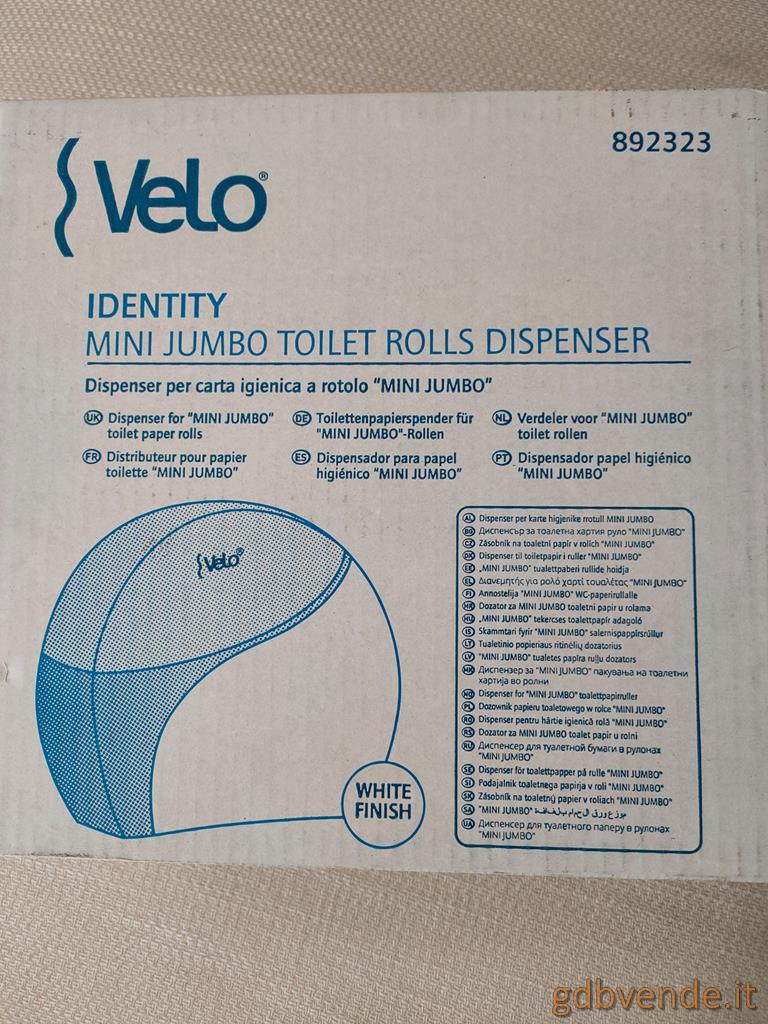 892323
Velo®
IDENTITY
MINI JUMBO TOILET ROLLS DISPENSER
Dispenser per carta igienica a rotolo "MINI JUMBO"
UK Dispenser for "MINI JUMBO"
toilet paper rolls
DE Toilettenpapierspender für
"MINI JUMBO"-Rollen
NL Verdeler voor "MINI JUMBO"
toilet rollen
FR Distributeur pour papier
toilette "MINI JUMBO"
ES Dispensador para papel
higiénico "MINI JUMBO"
PT Dispensador papel higiénico
"MINI JUMBO"
Velo®
WHITE
FINISH
AL Dispenser per karte higjenike rrotull MINI JUMBO
BG Диспенсър за тоалетна хартия руло "MINI JUMBO"
CZ Zásobník na toaletní papír v rolích "MINI JUMBO"
DK Dispenser til toiletpapir i ruller "MINI JUMBO"
EE „MINI JUMBO" tualettpaberi rullide hoidja
EL Διανεμητής για ρολό χαρτί τουαλέτας "MINI JUMBO"
FI Annostelija "MINI JUMBO" WC-paperirullalle
HR Dozator za MINI JUMBO toaletni papir u rolama
HU „MINI JUMBO" tekercses toalettpapír adagoló
IS Skammtari fyrir "MINI JUMBO" salernispappírsrúllur
LT Tualetinio popieriaus ritinėlių dozatorius
LV "MINI JUMBO" tualetes papīra ruļļu dozators
MK Диспензер за "MINI JUMBO" пакувања на тоалетни
хартија во ролни
NO Dispenser for "MINI JUMBO" toalettpapirruller
PL Dozownik papieru toaletowego w rolce "MINI JUMBO"
RO Dispenser pentru hârtie igienică rolă "MINI JUMBO"
RS Dozator za MINI JUMBO toalet papir u rolni
RU Диспенсер для туалетной бумаги в рулонах
"MINI JUMBO"
SE Dispenser för toalettpapper på rulle "MINI JUMBO"
SI Podajalnik toaletnega papirja v roli "MINI JUMBO"
SK Zásobník na toaletný papier v roliach "MINI JUMBO"
SA "MINI JUMBO"
UA Диспенсер для туалетного паперу в рулонах
"MINI JUMBO"
gdbvende.it